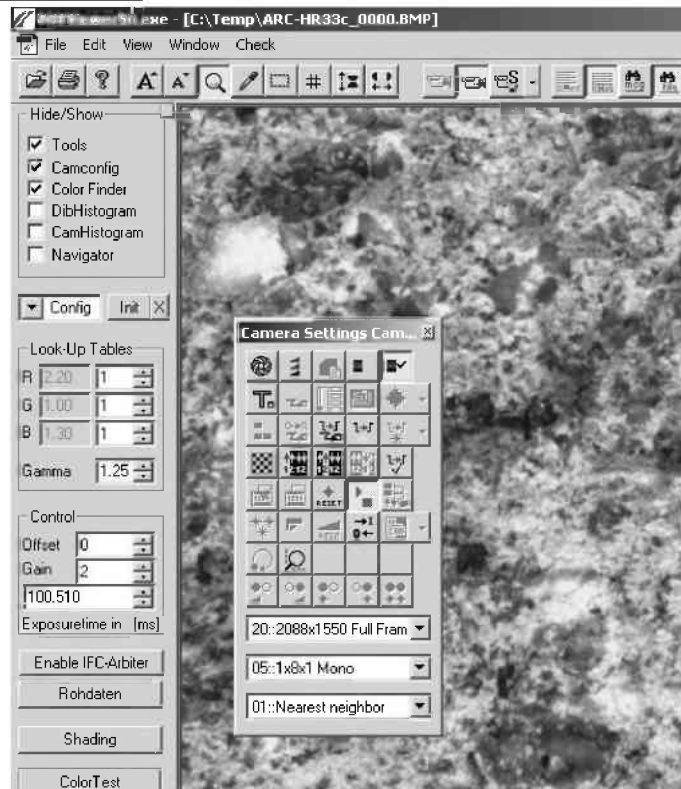 exe - [C:\Temp\ARC-HR33c_0000.BMP]
File Edit View Window Check
Hide/Show
Tools
Camconfig
Color Finder
DibHistogram
CamHistogram
Navigator
Config Init X
Look-Up Tables
R 2.20 1
G 1.00 1
B 1.30 1
Gamma 1.25
Control
Offset 0
Gain 2
100.510
Exposuretime in [ms]
Enable IFC-Arbiter
Rohdaten
Shading
ColorTest
Camera Settings Cam...
RESET
20::2088x1550 Full Fram
05::1x8x1 Mono
01::Nearest neighbor